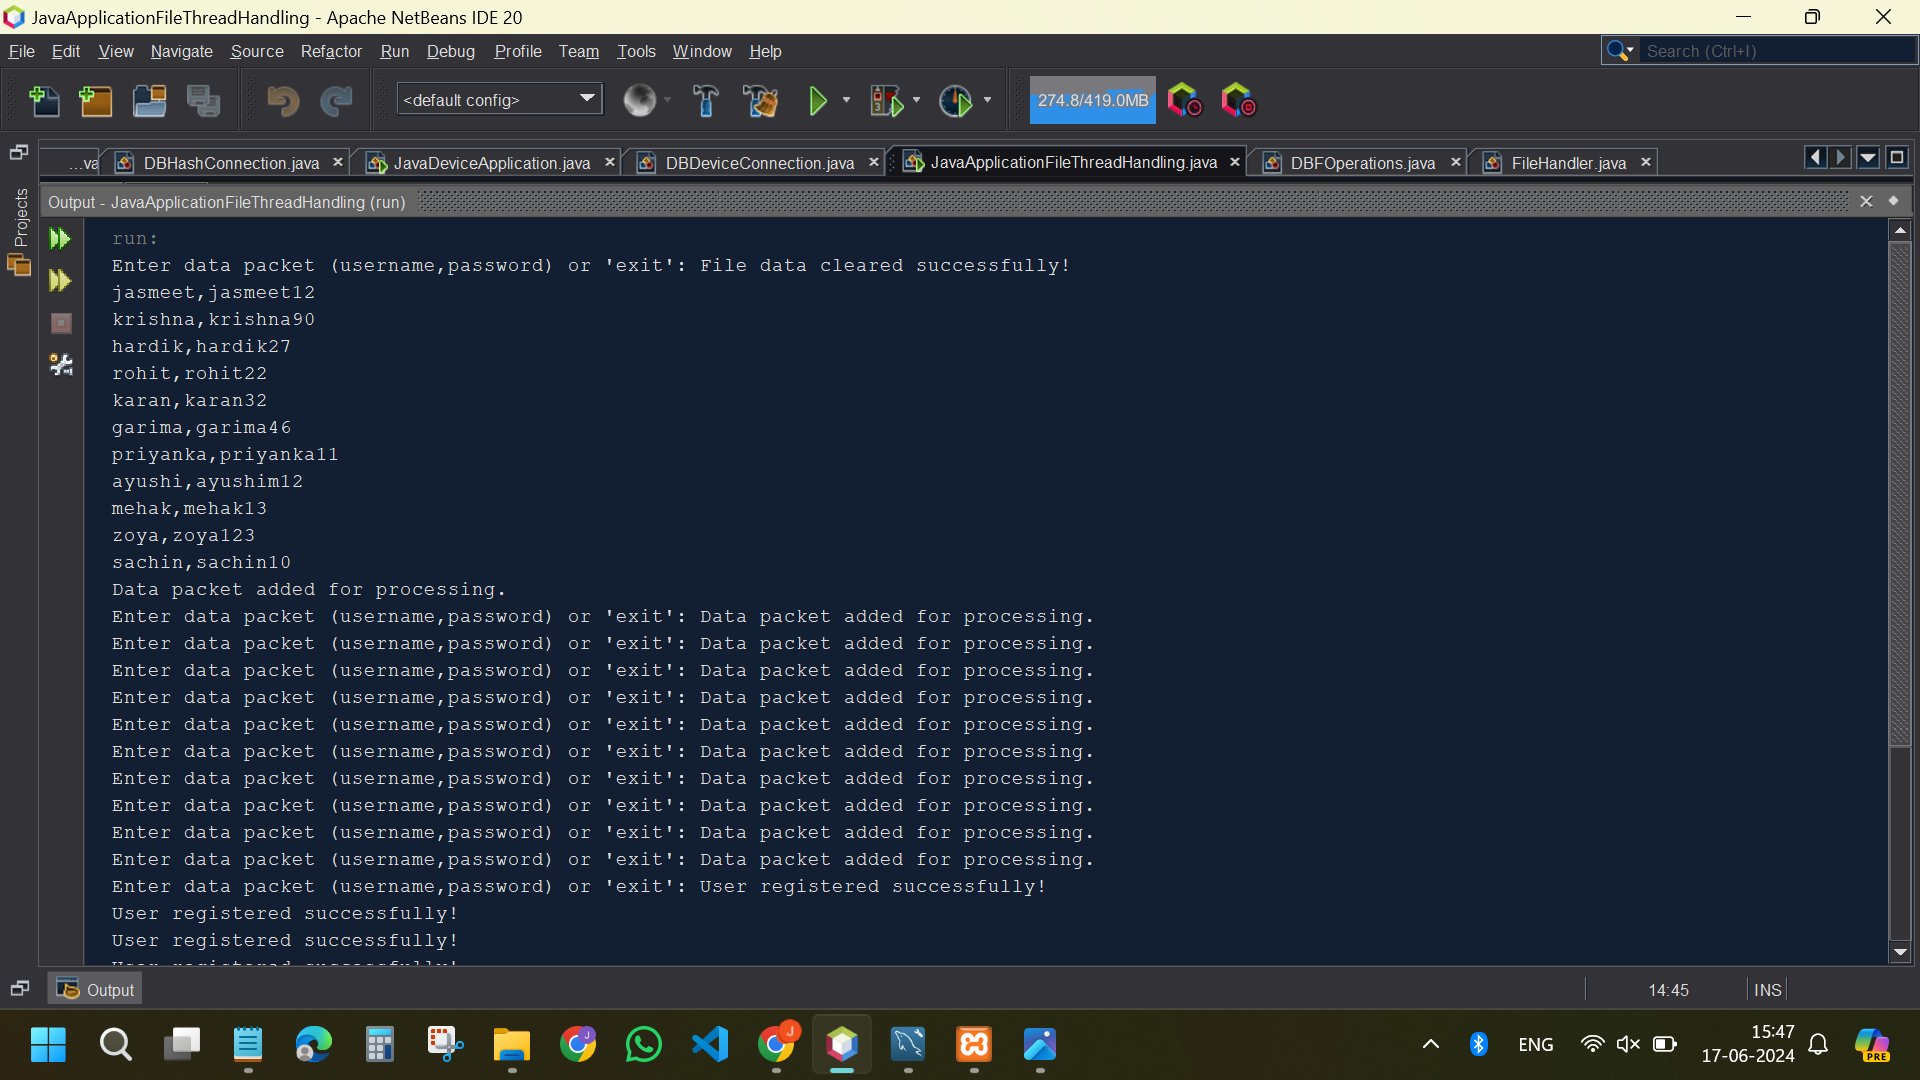 JavaApplicationFileThreadHandling - Apache NetBeans IDE 20
File Edit View Navigate Source Refactor Run Debug Profile Team Tools Window Help
Search (Ctrl+I)
<default config>
274.8/419.0MB
...va DBHashConnection.java JavaDeviceApplication.java DBDeviceConnection.java JavaApplicationFileThreadHandling.java DBFOperations.java FileHandler.java
Projects
Output - JavaApplicationFileThreadHandling (run)
run:
Enter data packet (username,password) or 'exit': File data cleared successfully!
jasmeet,jasmeet12
krishna,krishna90
hardik,hardik27
rohit,rohit22
karan,karan32
garima,garima46
priyanka,priyanka11
ayushi,ayushim12
mehak,mehak13
zoya,zoya123
sachin,sachin10
Data packet added for processing.
Enter data packet (username,password) or 'exit': Data packet added for processing.
Enter data packet (username,password) or 'exit': Data packet added for processing.
Enter data packet (username,password) or 'exit': Data packet added for processing.
Enter data packet (username,password) or 'exit': Data packet added for processing.
Enter data packet (username,password) or 'exit': Data packet added for processing.
Enter data packet (username,password) or 'exit': Data packet added for processing.
Enter data packet (username,password) or 'exit': Data packet added for processing.
Enter data packet (username,password) or 'exit': Data packet added for processing.
Enter data packet (username,password) or 'exit': Data packet added for processing.
Enter data packet (username,password) or 'exit': Data packet added for processing.
Enter data packet (username,password) or 'exit': User registered successfully!
User registered successfully!
User registered successfully!
User registered successfully!
Output
14:45 INS
J
J
ENG
15:47
17-06-2024
PRE